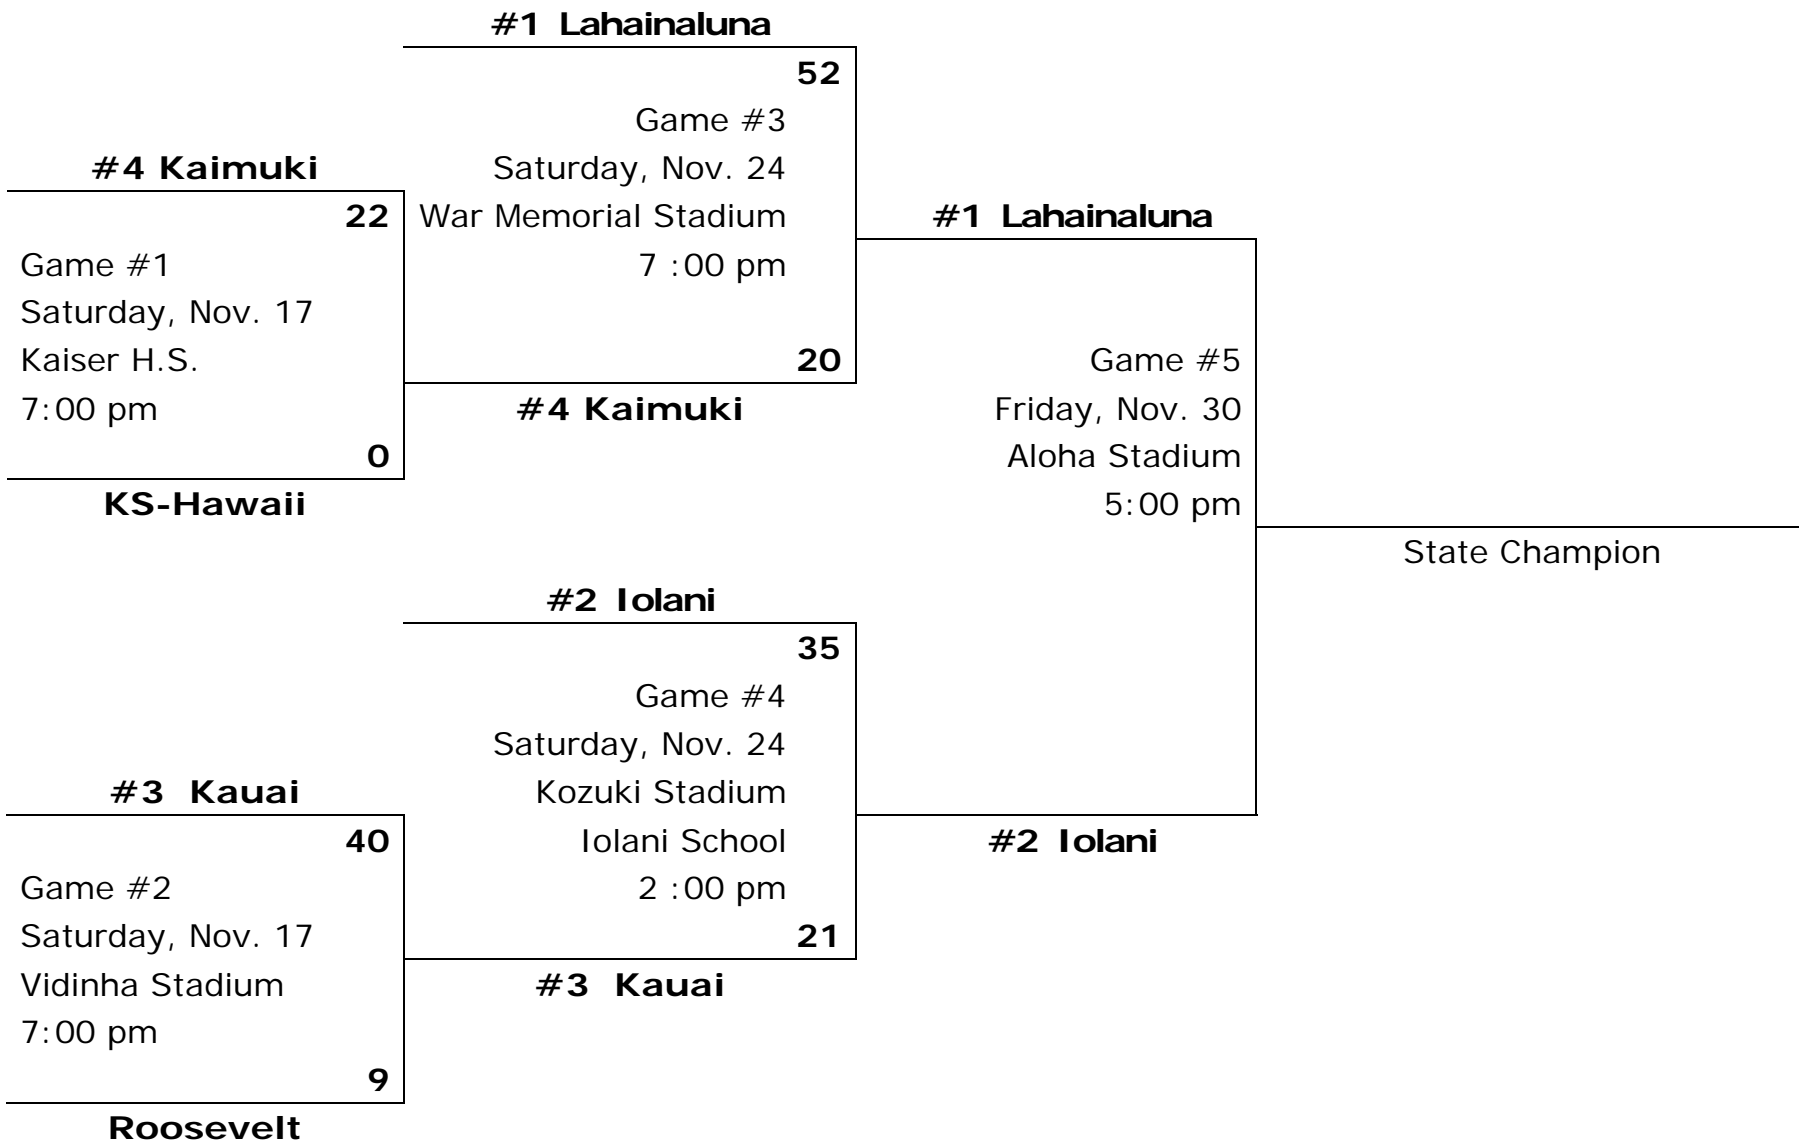 #1 Lahainaluna
52
Game #3
Saturday, Nov. 24
War Memorial Stadium
7 :00 pm
20
#4 Kaimuki
#4 Kaimuki
22
Game #1
Saturday, Nov. 17
Kaiser H.S.
7:00 pm
0
KS-Hawaii
#1 Lahainaluna
Game #5
Friday, Nov. 30
Aloha Stadium
5:00 pm
State Champion
#2 Iolani
35
Game #4
Saturday, Nov. 24
Kozuki Stadium
Iolani School
2 :00 pm
21
#3 Kauai
#3 Kauai
40
Game #2
Saturday, Nov. 17
Vidinha Stadium
7:00 pm
9
Roosevelt
#2 Iolani